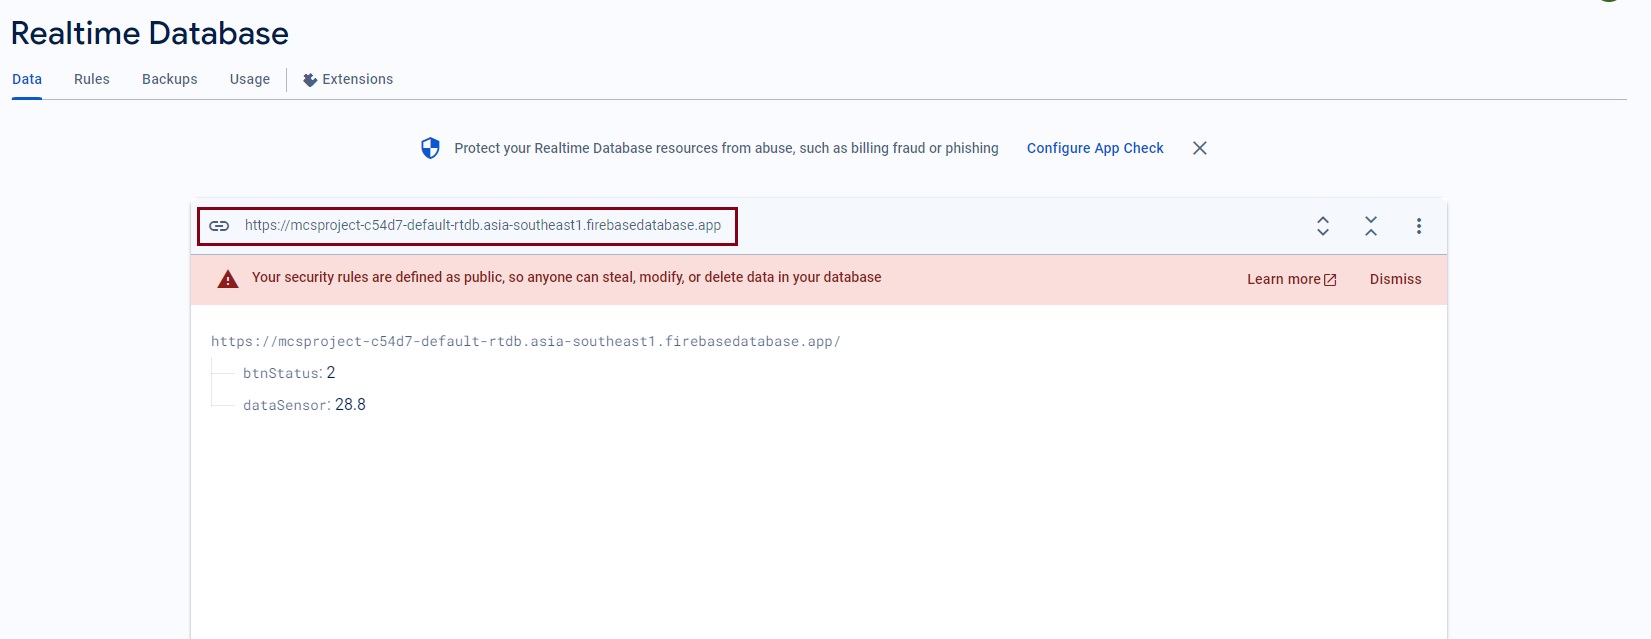 Realtime Database
Data Rules Backups Usage Extensions
Protect your Realtime Database resources from abuse, such as billing fraud or phishing Configure App Check
https://mcsproject-c54d7-default-rtdb.asia-southeast1.firebasedatabase.app
Your security rules are defined as public, so anyone can steal, modify, or delete data in your database Learn more Dismiss
https://mcsproject-c54d7-default-rtdb.asia-southeast1.firebasedatabase.app/
btnStatus: 2
dataSensor: 28.8